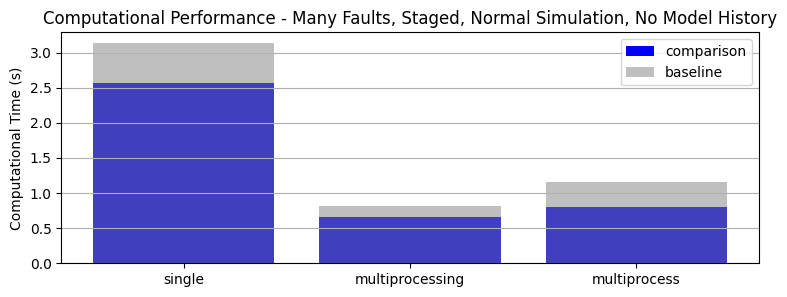 Computational Performance - Many Faults, Staged, Normal Simulation, No Model History
Computational Time (s)
3.0
2.5
2.0
1.5
1.0
0.5
0.0
comparison
baseline
single
multiprocessing
multiprocess